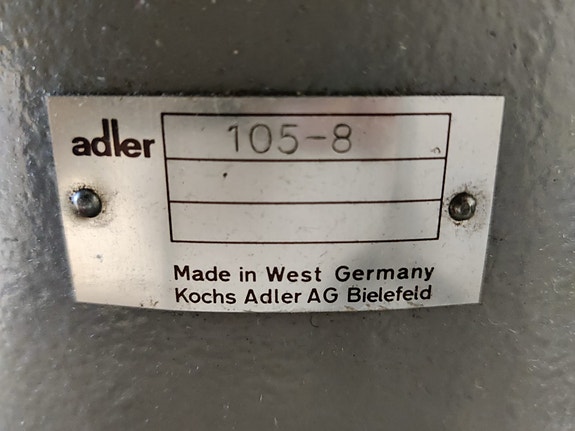 adler 105-8
Made in West Germany
Kochs Adler AG Bielefeld